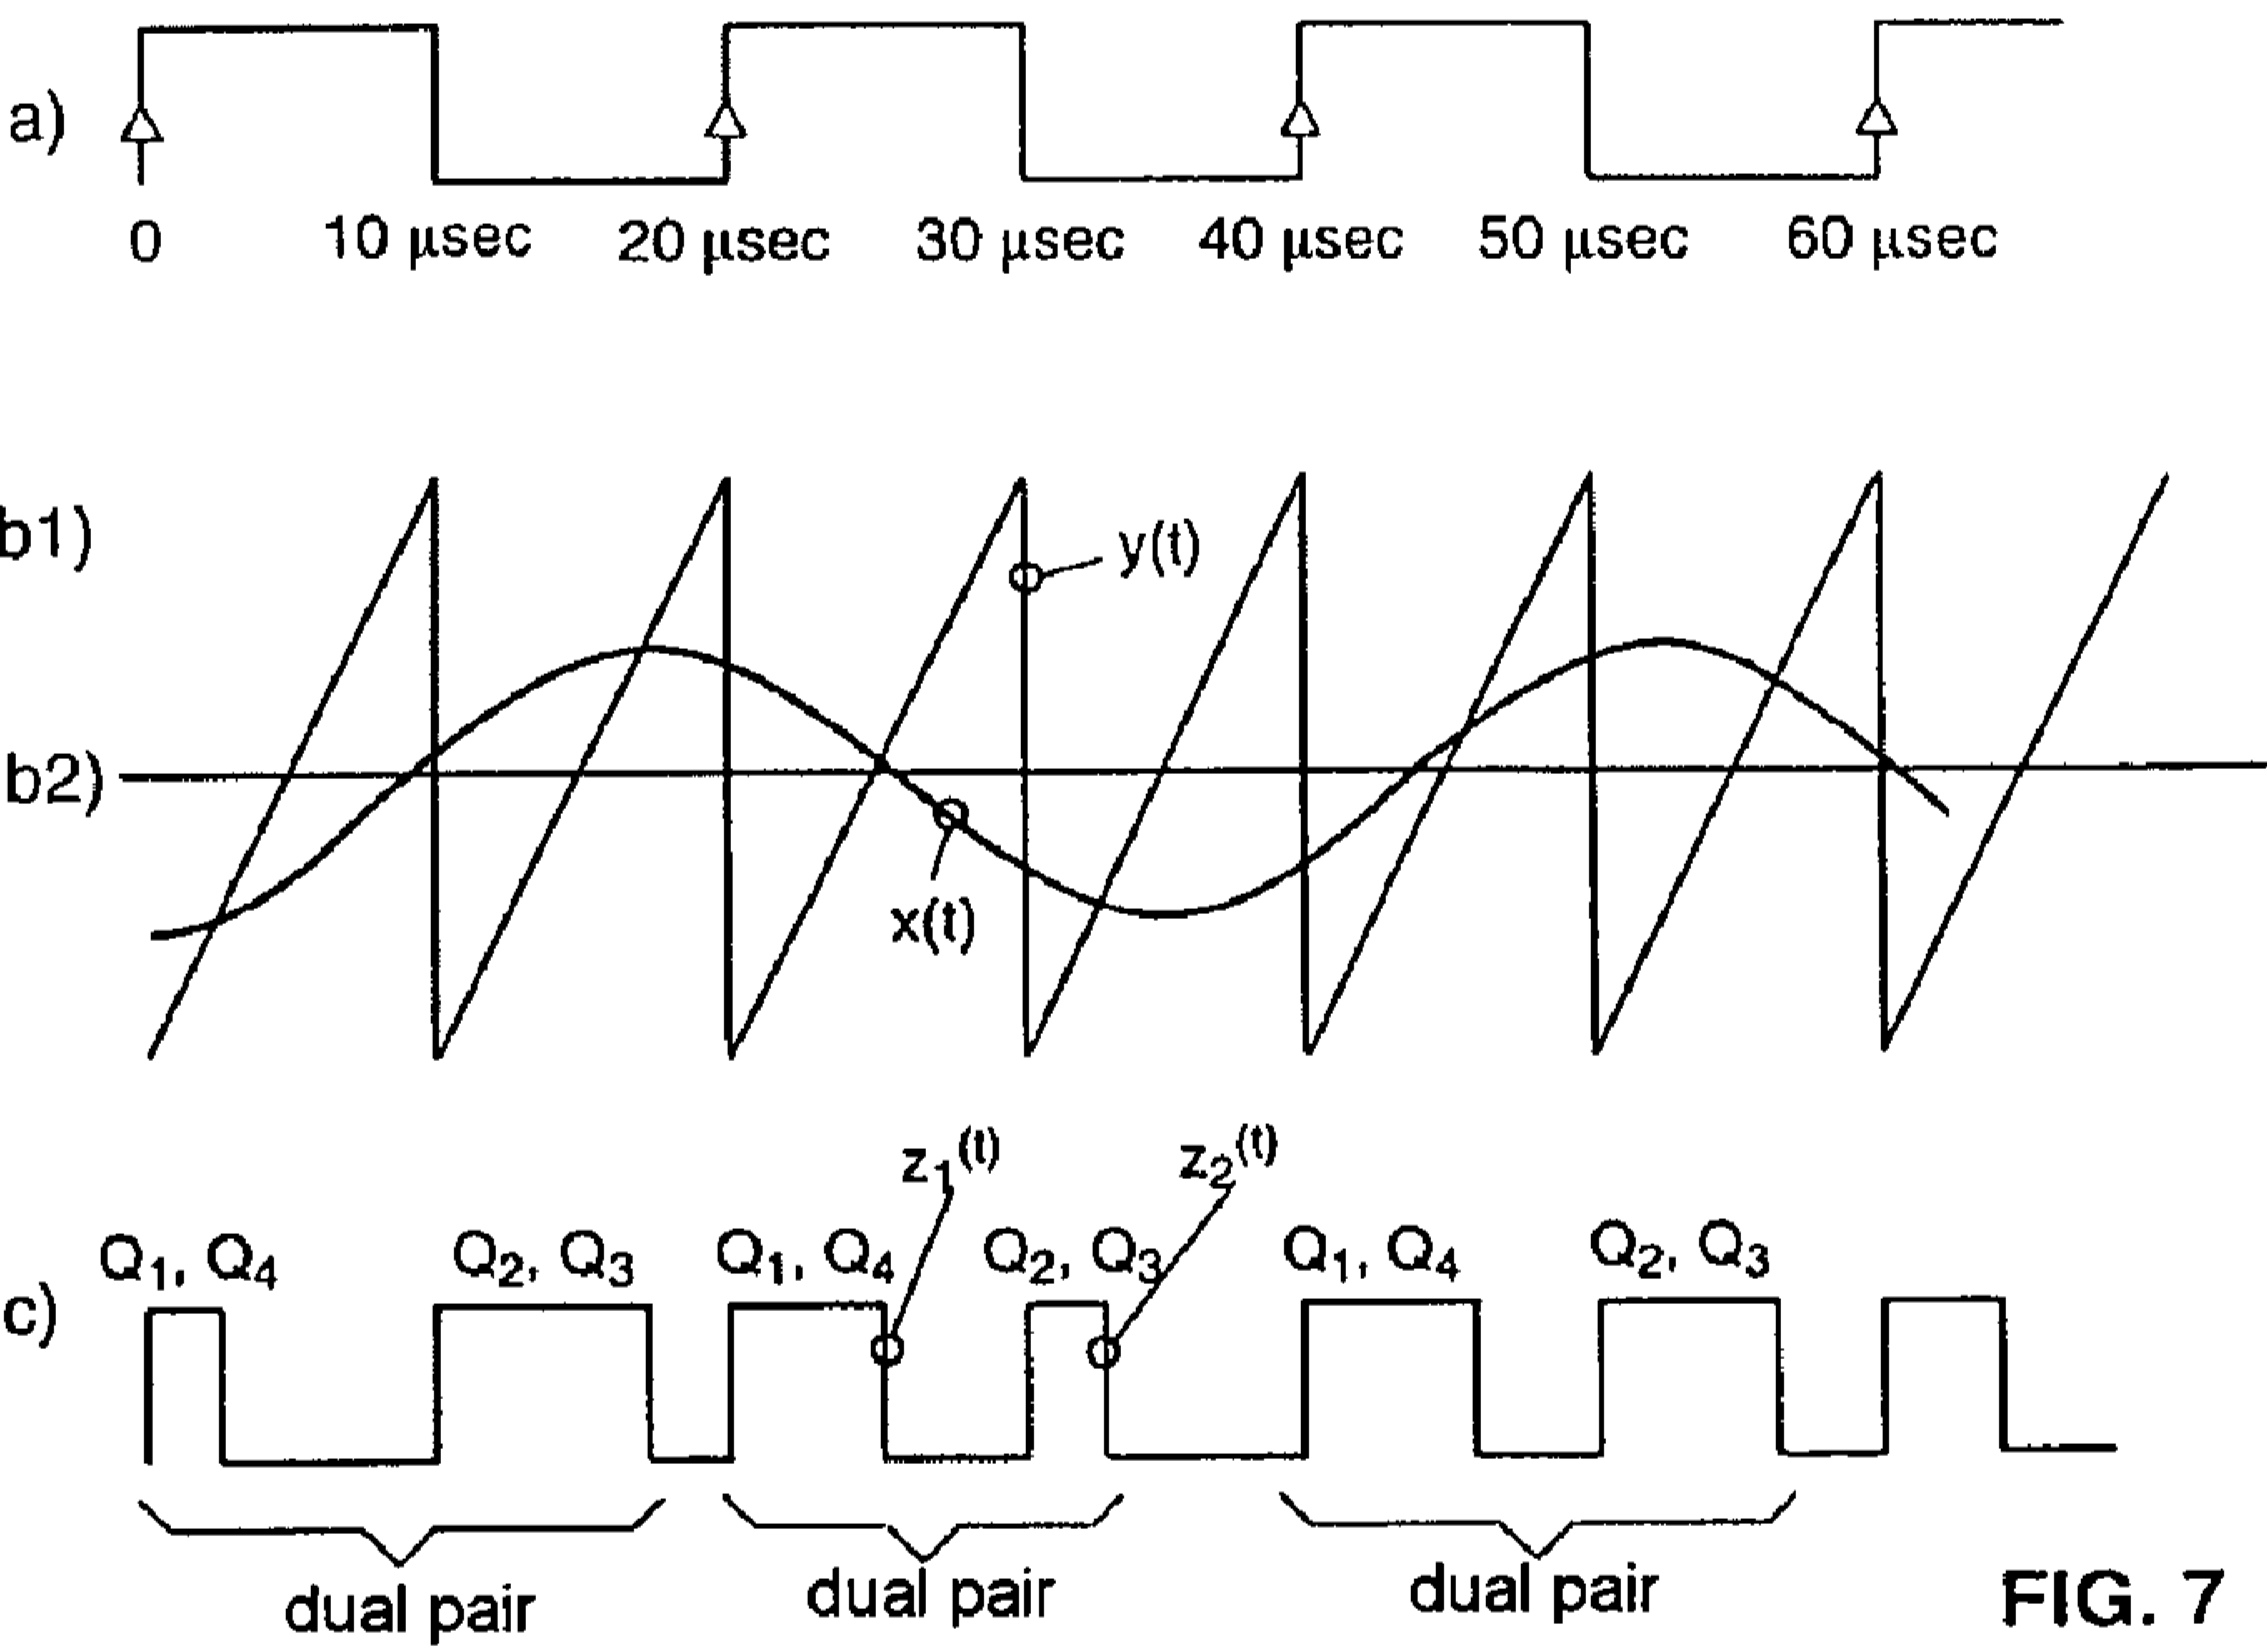 a)
0 10 µsec 20 µsec 30 µsec 40 µsec 50 µsec 60 µsec
b1)
y(t)
b2)
x(t)
z1(t) z2(t)
Q1, Q4 Q2, Q3 Q1, Q4 Q2, Q3 Q1, Q4 Q2, Q3
c)
dual pair dual pair dual pair
FIG. 7